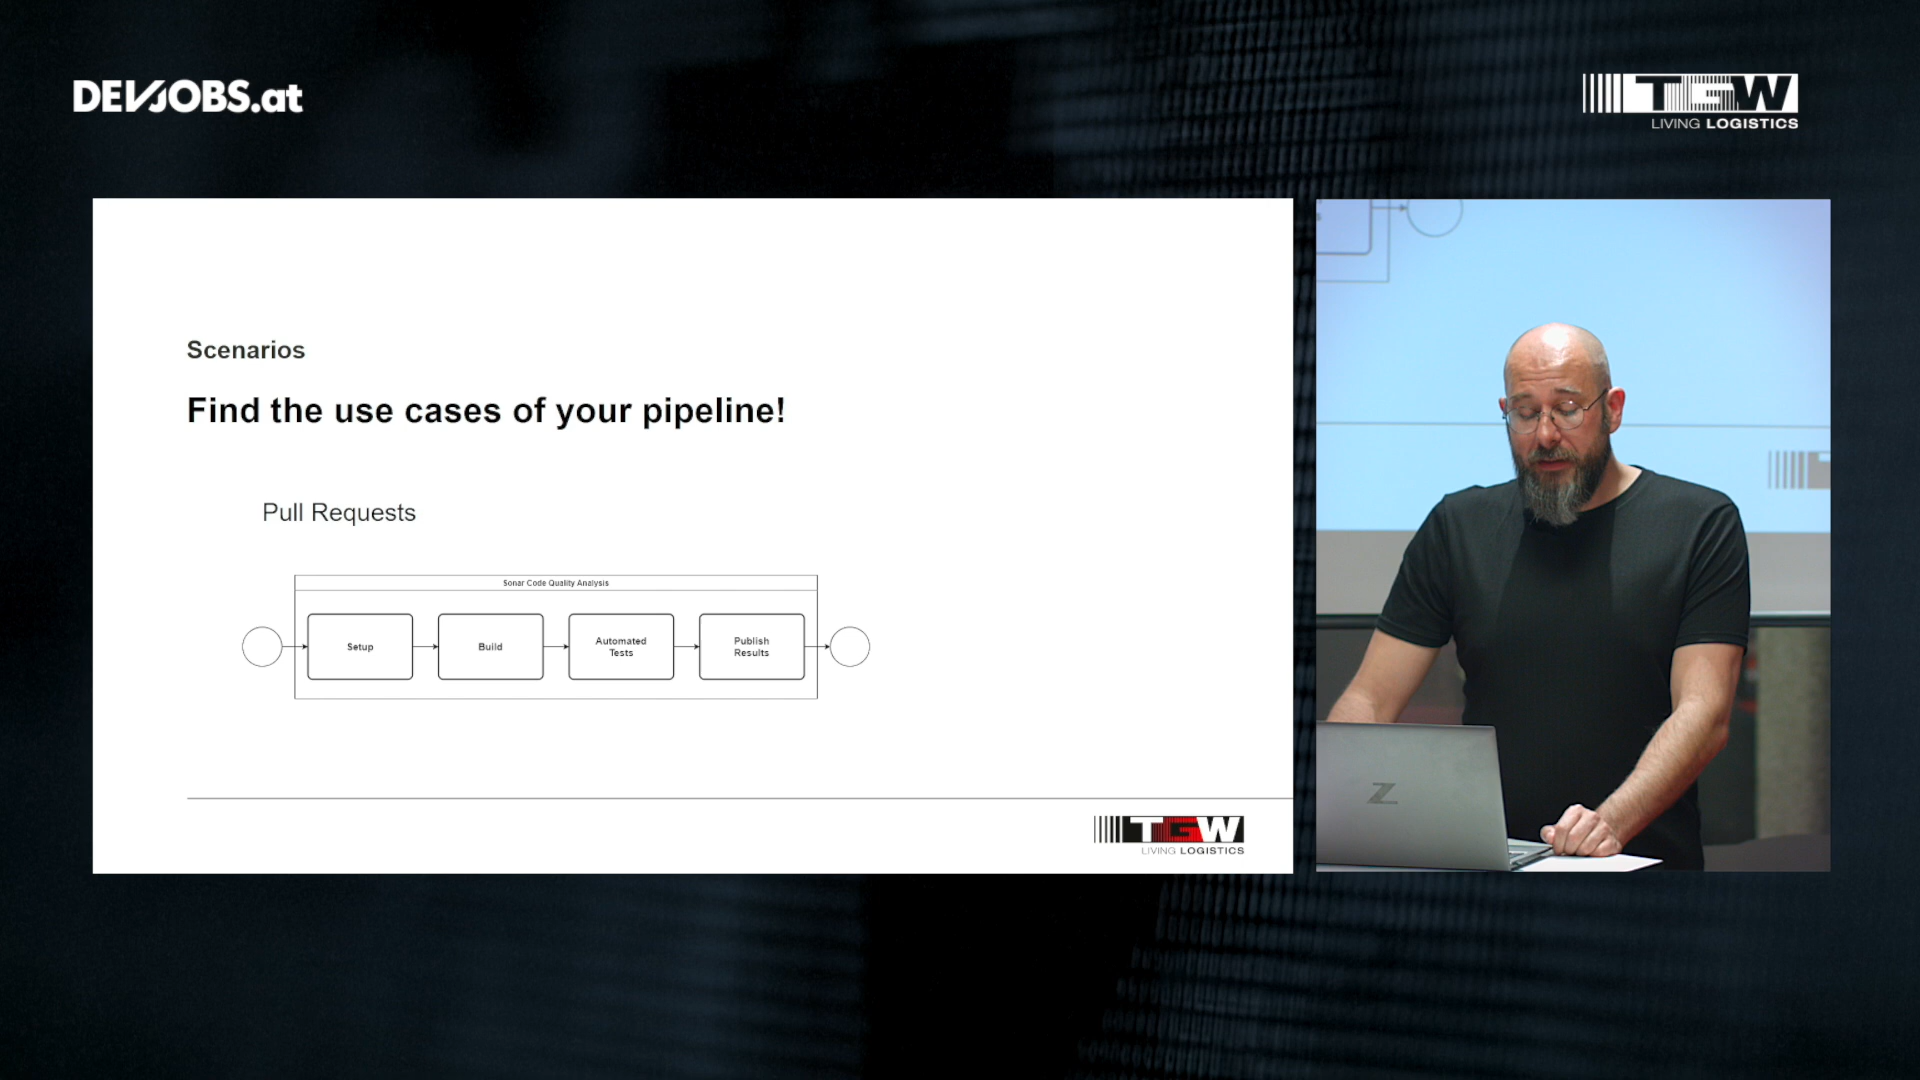 DEVJOBS.at
TGW
LIVING LOGISTICS
Scenarios
Find the use cases of your pipeline!
Pull Requests
Sonar Code Quality Analysis
Setup
Build
Automated
Tests
Publish
Results
TGW
LIVING LOGISTICS
Z